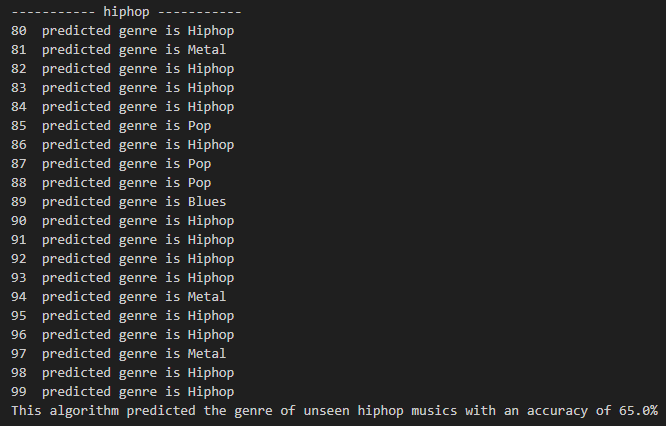 ----------- hiphop -----------
80  predicted genre is Hiphop
81  predicted genre is Metal
82  predicted genre is Hiphop
83  predicted genre is Hiphop
84  predicted genre is Hiphop
85  predicted genre is Pop
86  predicted genre is Hiphop
87  predicted genre is Pop
88  predicted genre is Pop
89  predicted genre is Blues
90  predicted genre is Hiphop
91  predicted genre is Hiphop
92  predicted genre is Hiphop
93  predicted genre is Hiphop
94  predicted genre is Metal
95  predicted genre is Hiphop
96  predicted genre is Hiphop
97  predicted genre is Metal
98  predicted genre is Hiphop
99  predicted genre is Hiphop
This algorithm predicted the genre of unseen hiphop musics with an accuracy of 65.0%